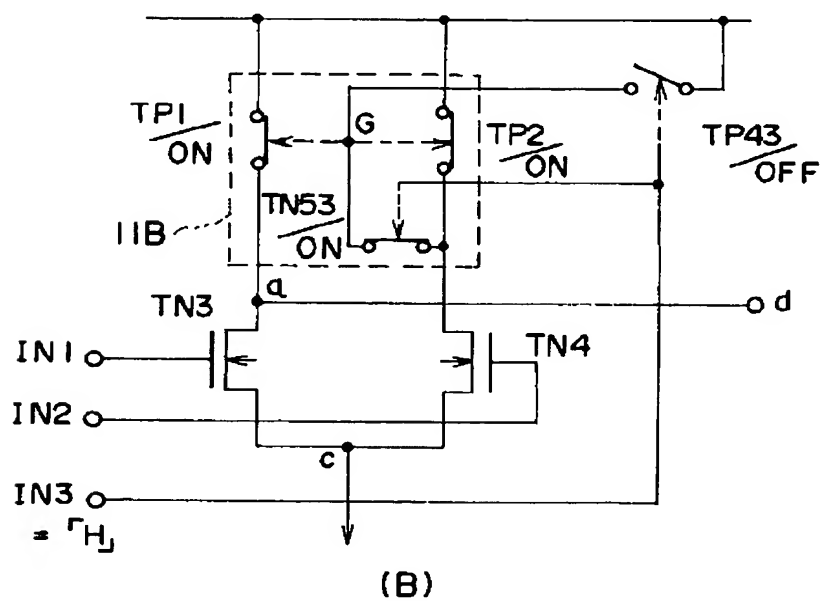 TP1/ON
G
TP2/ON
TP43/OFF
TN53/ON
11B
a
d
TN3
TN4
IN1
IN2
c
IN3
= 「H」
(B)